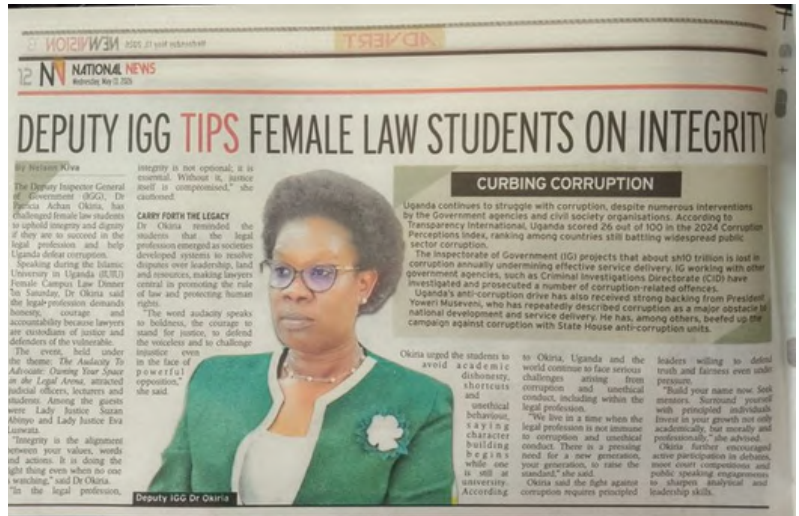 ADVERT
NEW VISION
Wednesday, May 13, 2026
12
NATIONAL NEWS
Wednesday, May 13, 2026
DEPUTY IGG TIPS FEMALE LAW STUDENTS ON INTEGRITY
By Nelson Kiva
The Deputy Inspector General
of Government (IGG), Dr
Patricia Achan Okiria, has
challenged female law students
to uphold integrity and dignity
if they are to succeed in the
legal profession and help
Uganda defeat corruption.
Speaking during the Islamic
University in Uganda (IUIU)
Female Campus Law Dinner
on Saturday, Dr Okiria said
the legal profession demands
honesty, courage and
accountability because lawyers
are custodians of justice and
defenders of the vulnerable.
The event, held under
the theme: The Audacity To
Advocate: Owning Your Space
in the Legal Arena, attracted
judicial officers, lecturers and
students. Among the guests
were Lady Justice Suzan
Abinyo and Lady Justice Eva
Luswata.
"Integrity is the alignment
between your values, words
and actions. It is doing the
right thing even when no one
is watching," said Dr Okiria.
"In the legal profession,
integrity is not optional; it is
essential. Without it, justice
itself is compromised," she
cautioned.
CARRY FORTH THE LEGACY
Dr Okiria reminded the
students that the legal
profession emerged as societies
developed systems to resolve
disputes over leadership, land
and resources, making lawyers
central in promoting the rule
of law and protecting human
rights.
"The word audacity speaks
to boldness, the courage to
stand for justice, to defend
the voiceless and to challenge
injustice even
in the face of
powerful
opposition,"
she said.
Deputy IGG Dr Okiria
CURBING CORRUPTION
Uganda continues to struggle with corruption, despite numerous interventions
by the Government agencies and civil society organisations. According to
Transparency International, Uganda scored 26 out of 100 in the 2024 Corruption
Perceptions Index, ranking among countries still battling widespread public
sector corruption.
The Inspectorate of Government (IG) projects that about sh10 trillion is lost in
corruption annually undermining effective service delivery. IG working with other
government agencies, such as Criminal Investigations Directorate (CID) have
investigated and prosecuted a number of corruption-related offences.
Uganda's anti-corruption drive has also received strong backing from President
Yoweri Museveni, who has repeatedly described corruption as a major obstacle to
national development and service delivery. He has, among others, beefed up the
campaign against corruption with State House anti-corruption units.
Okiria urged the students to
avoid academic
dishonesty,
shortcuts
and
unethical
behaviour,
saying
character
building
begins
while one
is still at
university.
According
to Okiria, Uganda and the
world continue to face serious
challenges arising from
corruption and unethical
conduct, including within the
legal profession.
"We live in a time when the
legal profession is not immune
to corruption and unethical
conduct. There is a pressing
need for a new generation,
your generation, to raise the
standard," she said.
Okiria said the fight against
corruption requires principled
leaders willing to defend
truth and fairness even under
pressure.
"Build your name now. Seek
mentors. Surround yourself
with principled individuals
Invest in your growth not only
academically, but morally and
professionally," she advised.
Okiria further encouraged
active participation in debates,
moot court competitions and
public speaking engagements
to sharpen analytical and
leadership skills.